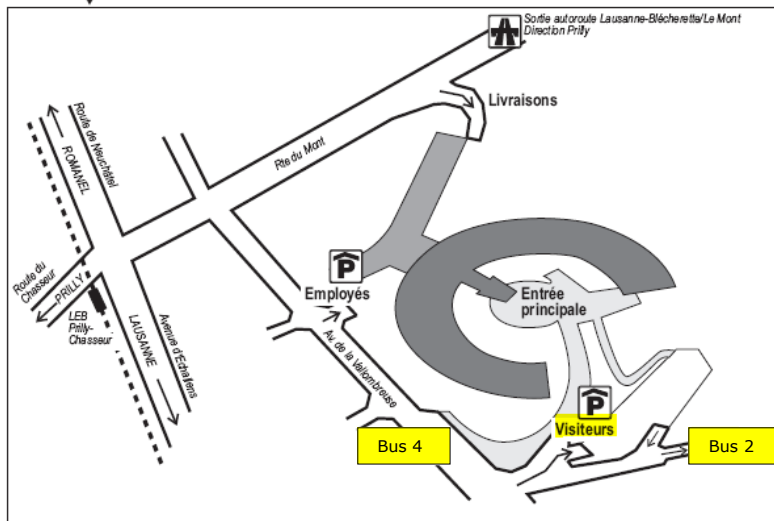 Sortie autoroute Lausanne-Blécherette/Le Mont
Direction Prilly
Livraisons
Route de Neuchâtel
ROMANEL
Rte du Mont
P
Employés
Entrée
principale
Route du
Chasseur
PRILLY
LEB
Prilly-
Chasseur
LAUSANNE
Avenue d'Echallens
Av. de la Vallombreuse
P
Visiteurs
Bus 4
Bus 2